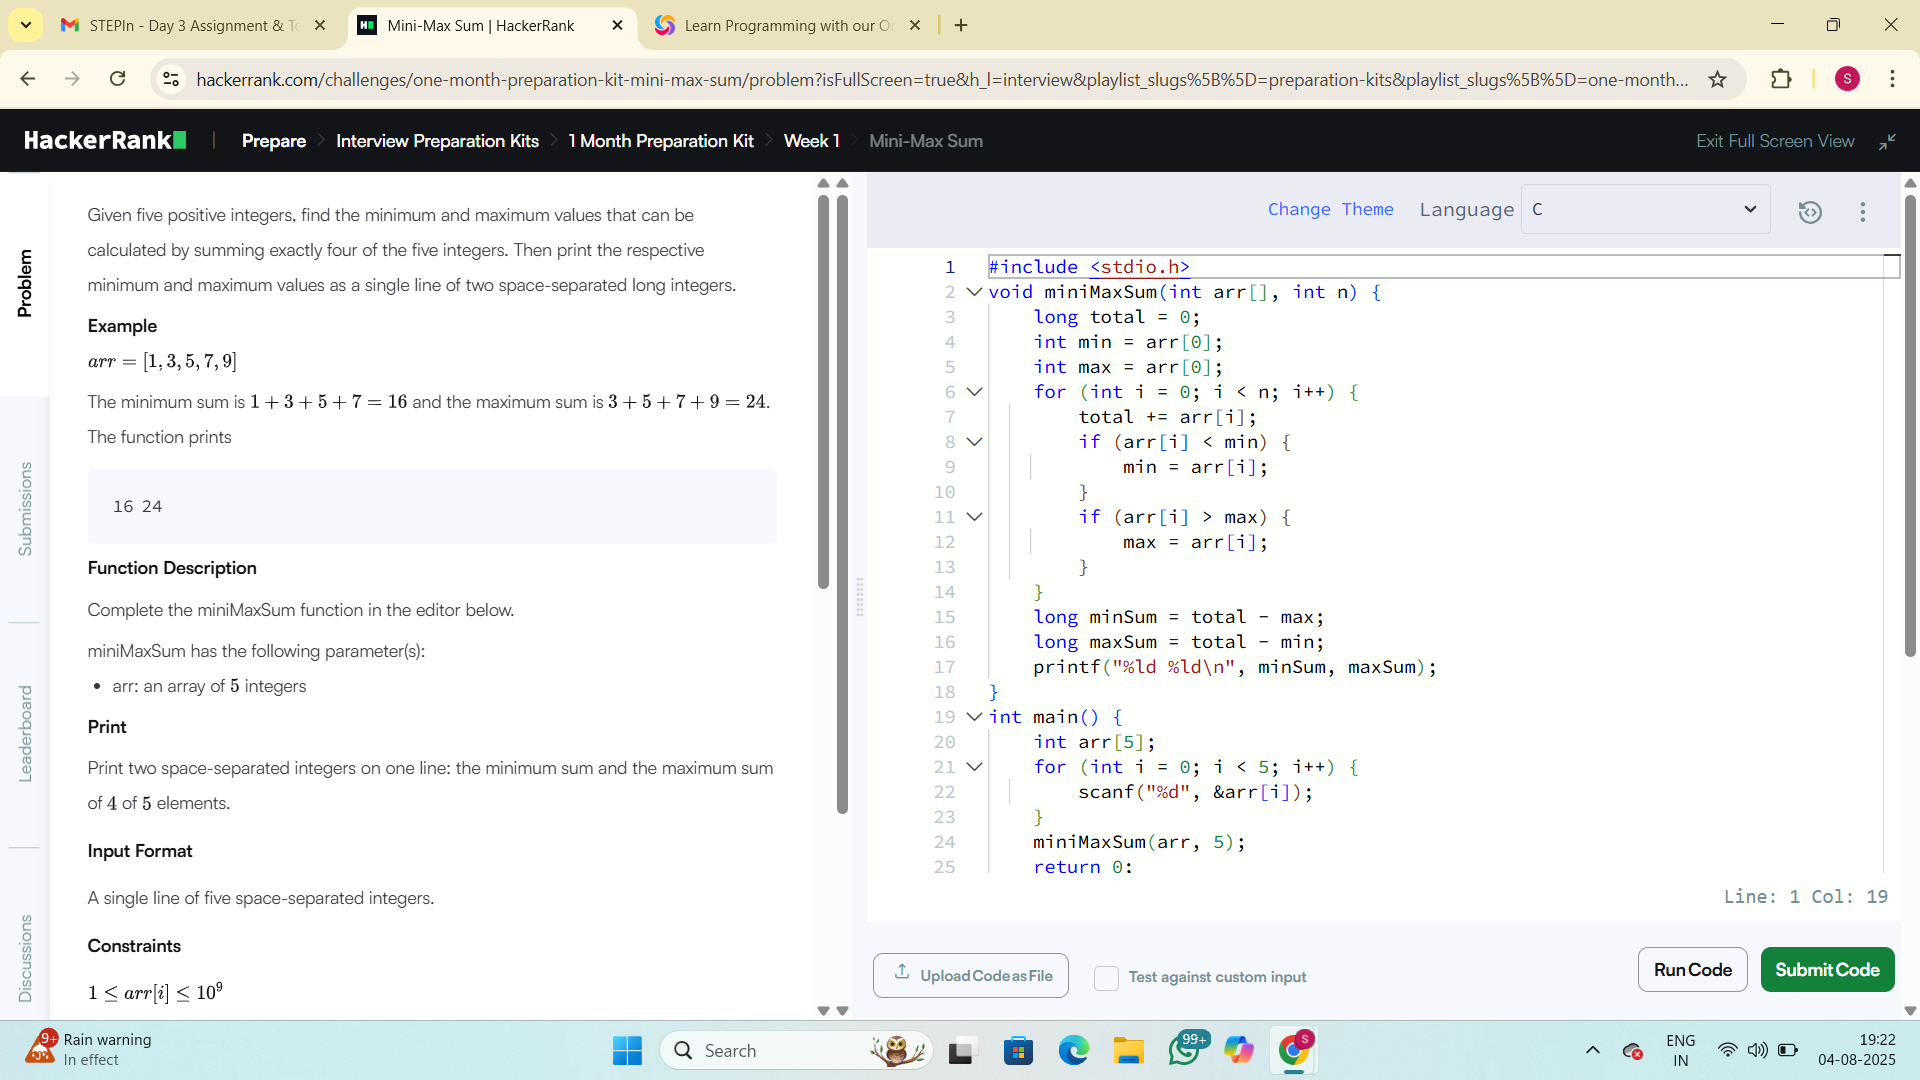 STEPIn - Day 3 Assignment & To
Mini-Max Sum | HackerRank
Learn Programming with our O
hackerrank.com/challenges/one-month-preparation-kit-mini-max-sum/problem?isFullScreen=true&h_l=interview&playlist_slugs%5B%5D=preparation-kits&playlist_slugs%5B%5D=one-month...
S
HackerRank
Prepare
Interview Preparation Kits
1 Month Preparation Kit
Week 1
Mini-Max Sum
Exit Full Screen View
Problem
Submissions
Leaderboard
Discussions
Given five positive integers, find the minimum and maximum values that can be
calculated by summing exactly four of the five integers. Then print the respective
minimum and maximum values as a single line of two space-separated long integers.
Example
arr = [1, 3, 5, 7, 9]
The minimum sum is 1 + 3 + 5 + 7 = 16 and the maximum sum is 3 + 5 + 7 + 9 = 24.
The function prints
16 24
Function Description
Complete the miniMaxSum function in the editor below.
miniMaxSum has the following parameter(s):
• arr: an array of 5 integers
Print
Print two space-separated integers on one line: the minimum sum and the maximum sum
of 4 of 5 elements.
Input Format
A single line of five space-separated integers.
Constraints
1 ≤ arr[i] ≤ 10⁹
Change Theme
Language
C
1 #include <stdio.h>
2 void miniMaxSum(int arr[], int n) {
3     long total = 0;
4     int min = arr[0];
5     int max = arr[0];
6     for (int i = 0; i < n; i++) {
7         total += arr[i];
8         if (arr[i] < min) {
9             min = arr[i];
10         }
11         if (arr[i] > max) {
12             max = arr[i];
13         }
14     }
15     long minSum = total - max;
16     long maxSum = total - min;
17     printf("%ld %ld\n", minSum, maxSum);
18 }
19 int main() {
20     int arr[5];
21     for (int i = 0; i < 5; i++) {
22         scanf("%d", &arr[i]);
23     }
24     miniMaxSum(arr, 5);
25     return 0;
Line: 1 Col: 19
Upload Code as File
Test against custom input
Run Code
Submit Code
9+
Rain warning
In effect
Search
99+
S
ENG
IN
19:22
04-08-2025